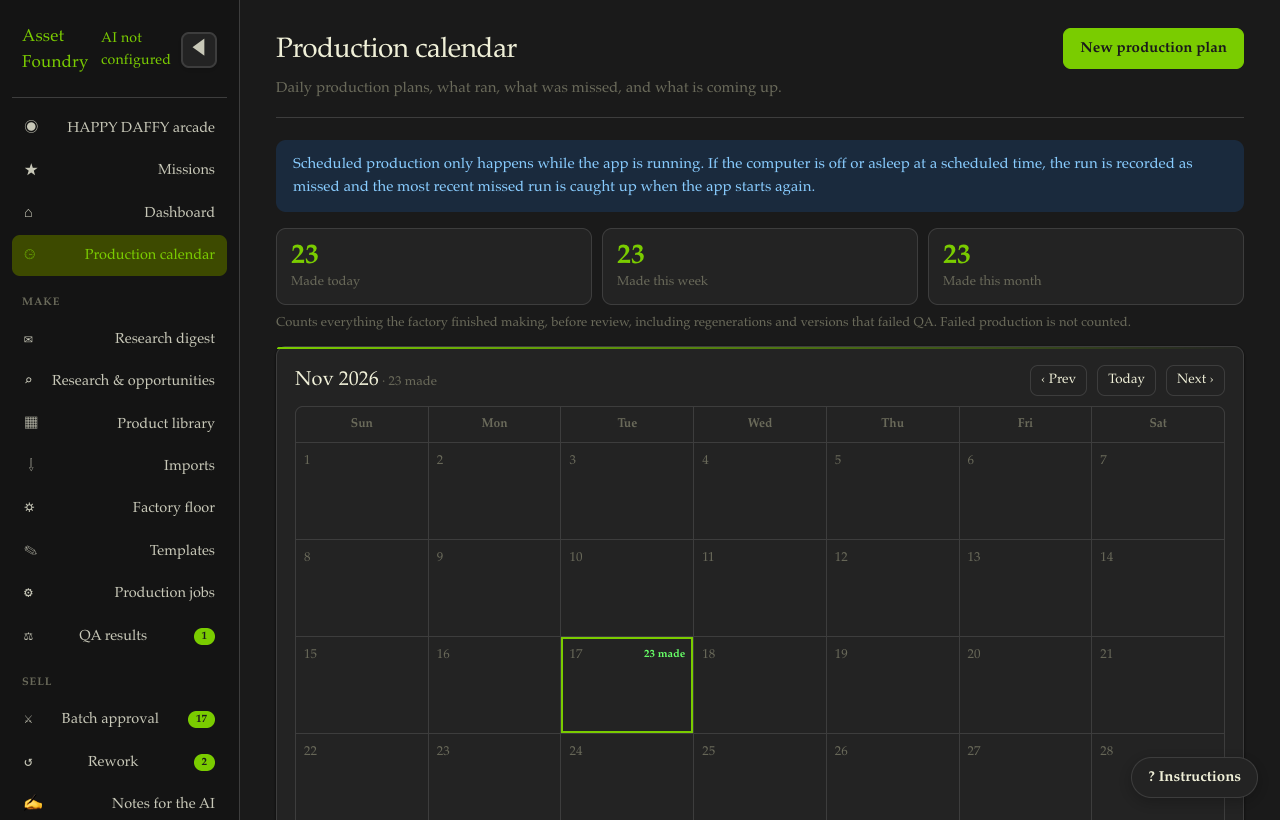 Asset Foundry
AI not configured
HAPPY DAFFY arcade
Missions
Dashboard
Production calendar
MAKE
Research digest
Research & opportunities
Product library
Imports
Factory floor
Templates
Production jobs
QA results 1
SELL
Batch approval 17
Rework 2
Notes for the AI
Production calendar
New production plan
Daily production plans, what ran, what was missed, and what is coming up.
Scheduled production only happens while the app is running. If the computer is off or asleep at a scheduled time, the run is recorded as
missed and the most recent missed run is caught up when the app starts again.
23
Made today
23
Made this week
23
Made this month
Counts everything the factory finished making, before review, including regenerations and versions that failed QA. Failed production is not counted.
Nov 2026 · 23 made
‹ Prev
Today
Next ›
Sun Mon Tue Wed Thu Fri Sat
1 2 3 4 5 6 7
8 9 10 11 12 13 14
15 16 17 23 made 18 19 20 21
22 23 24 25 26 27 28
? Instructions